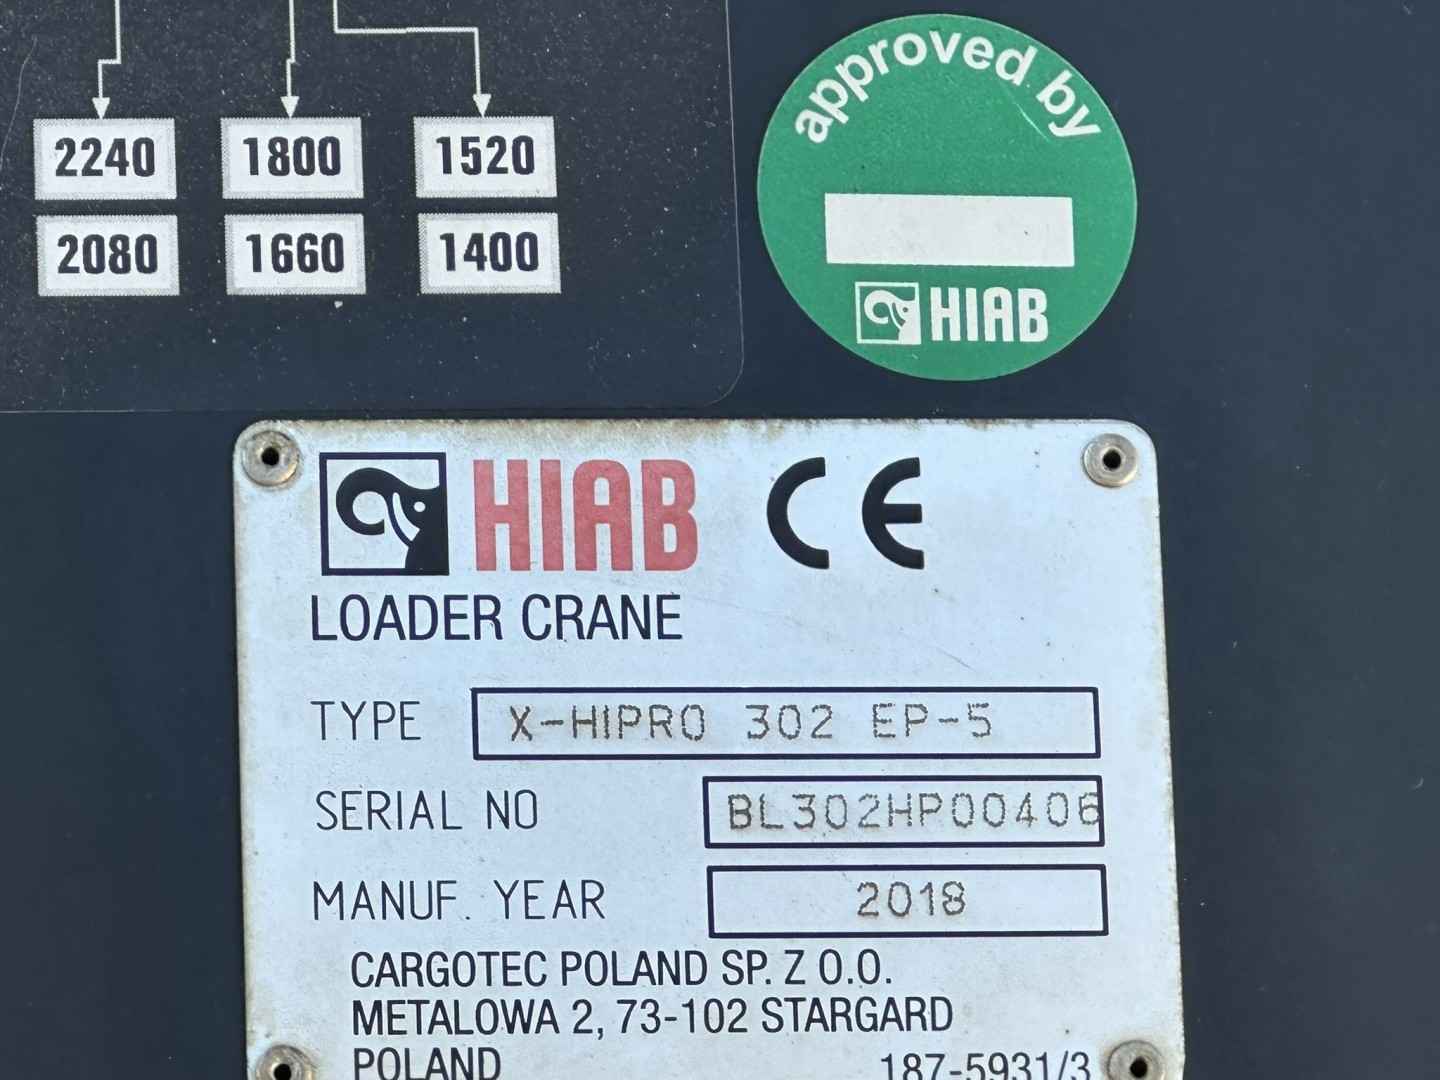 2240 1800 1520
2080 1660 1400
approved by
HIAB
HIAB CE
LOADER CRANE
TYPE X-HIPRO 302 EP-5
SERIAL NO BL302HP00406
MANUF. YEAR 2018
CARGOTEC POLAND SP. Z O.O.
METALOWA 2, 73-102 STARGARD
POLAND 187-5931/3